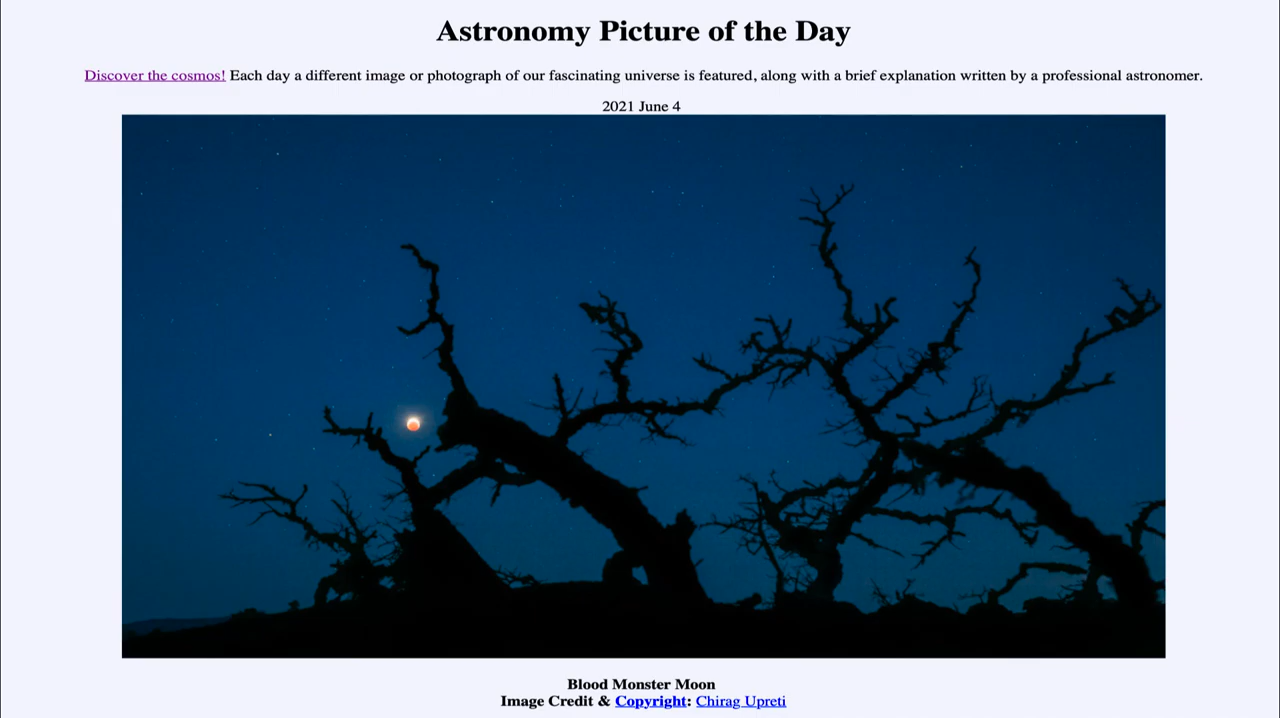 Astronomy Picture of the Day
Discover the cosmos! Each day a different image or photograph of our fascinating universe is featured, along with a brief explanation written by a professional astronomer.
2021 June 4
Blood Monster Moon
Image Credit & Copyright: Chirag Upreti